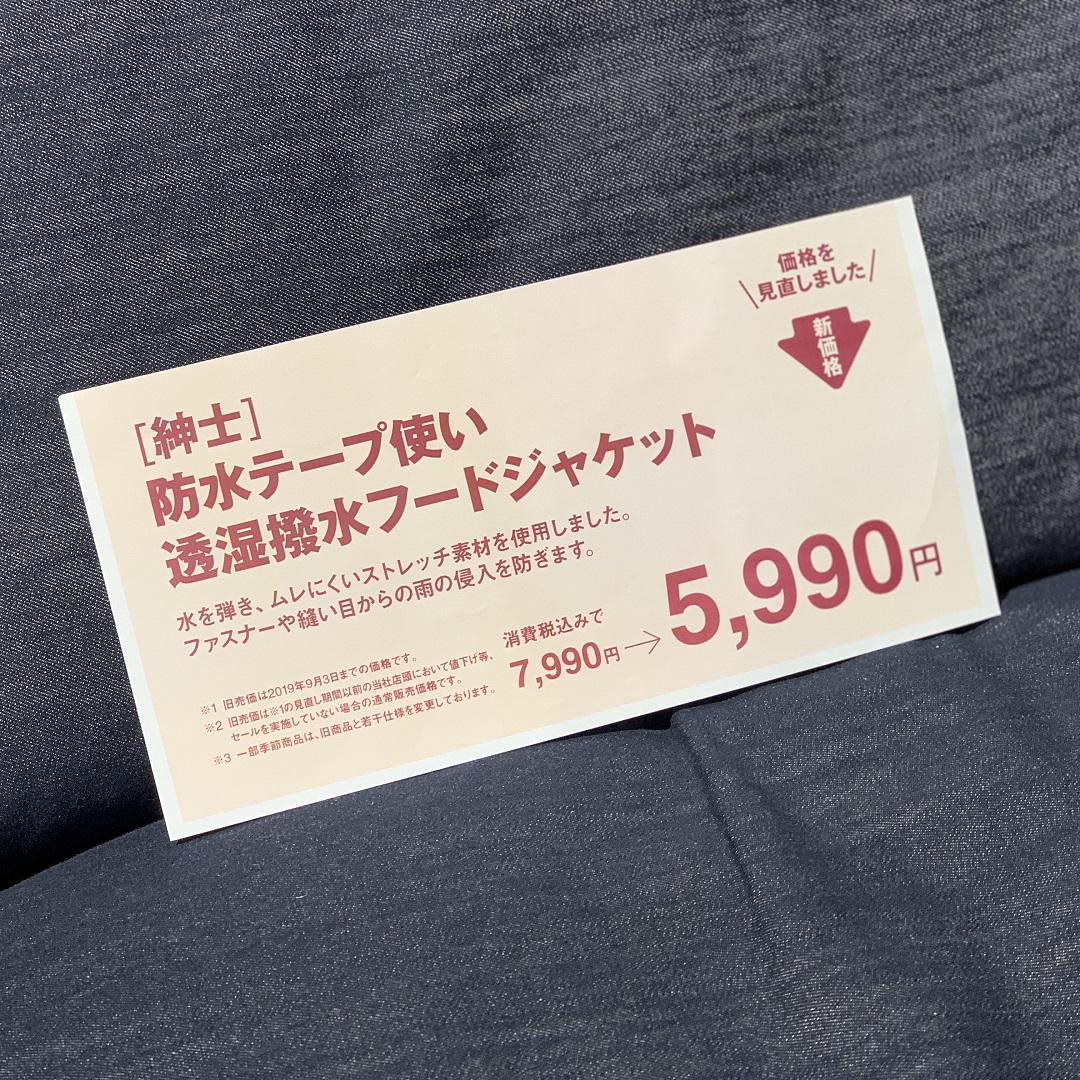 価格を
\見直しました/
新価格
[紳士]
防水テープ使い
透湿撥水フードジャケット
水を弾き、ムレにくいストレッチ素材を使用しました。
ファスナーや縫い目からの雨の侵入を防ぎます。
消費税込みで
7,990円→5,990円
※1 旧売価は2019年9月3日までの価格です。
※2 旧売価は※1の見直し期間以前の当社店頭において値下げ等、
セールを実施していない場合の通常販売価格です。
※3 一部季節商品は、旧商品と若干仕様を変更しております。